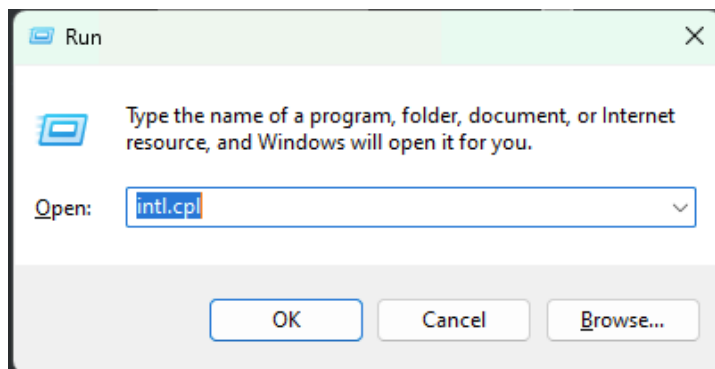 Run
Type the name of a program, folder, document, or Internet
resource, and Windows will open it for you.
Open:
intl.cpl
OK
Cancel
Browse...